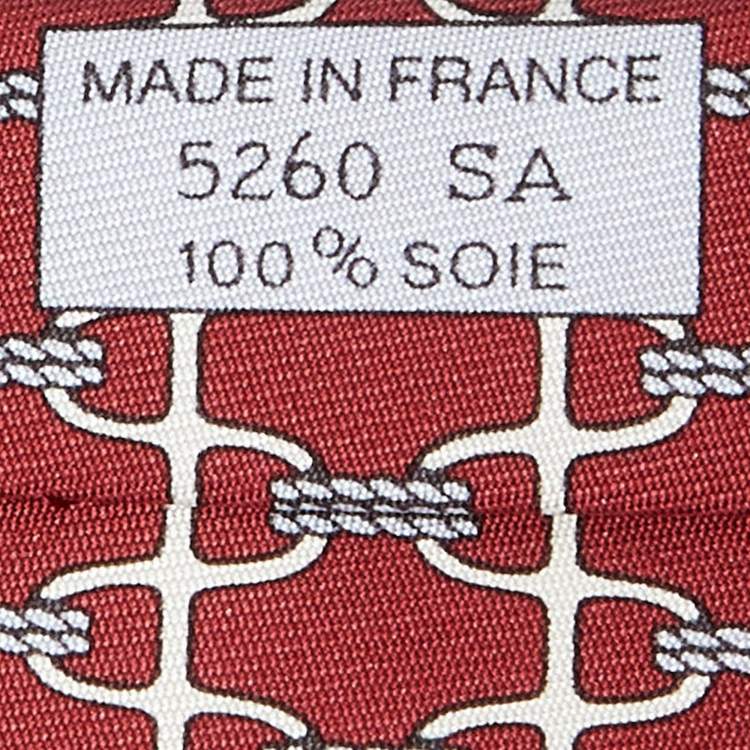 MADE IN FRANCE
5260 SA
100% SOIE